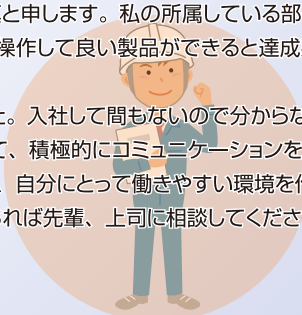 と申します。私の所属している部
操作して良い製品ができると達成
た。入社して間もないので分からな
て、積極的にコミュニケーションを
、自分にとって働きやすい環境を作
れば先輩、上司に相談してくださ